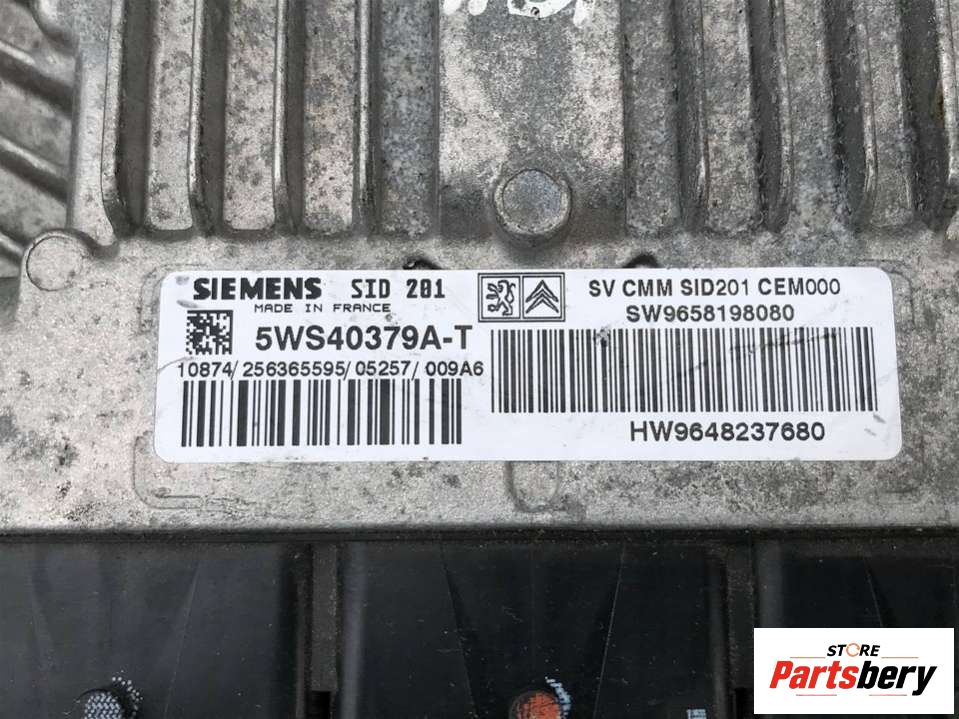 SIEMENS SID 201
MADE IN FRANCE
5WS40379A-T
10874/256365595/05257/009A6
SV CMM SID201 CEM000
SW9658198080
HW9648237680
STORE
Partsbery